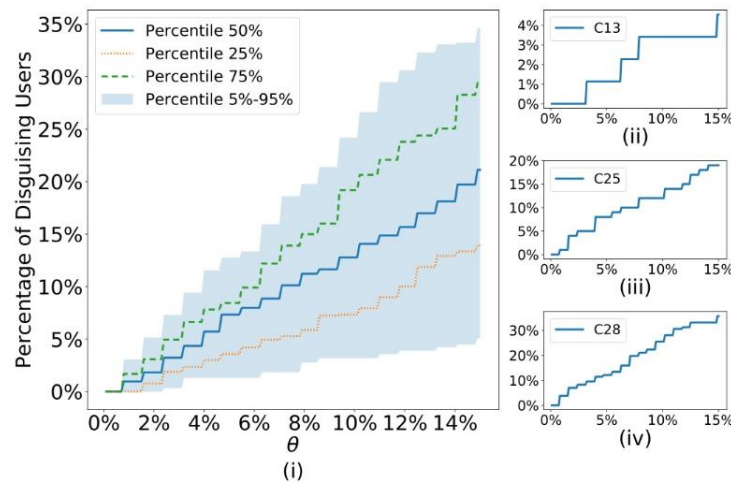 Percentage of Disguising Users
35%
30%
25%
20%
15%
10%
5%
0%
Percentile 50%
Percentile 25%
Percentile 75%
Percentile 5%-95%
0% 2% 4% 6% 8% 10% 12% 14%
θ
(i)
4%
3%
2%
1%
0%
C13
0% 5% 10% 15%
(ii)
20%
15%
10%
5%
0%
C25
0% 5% 10% 15%
(iii)
30%
20%
10%
0%
C28
0% 5% 10% 15%
(iv)